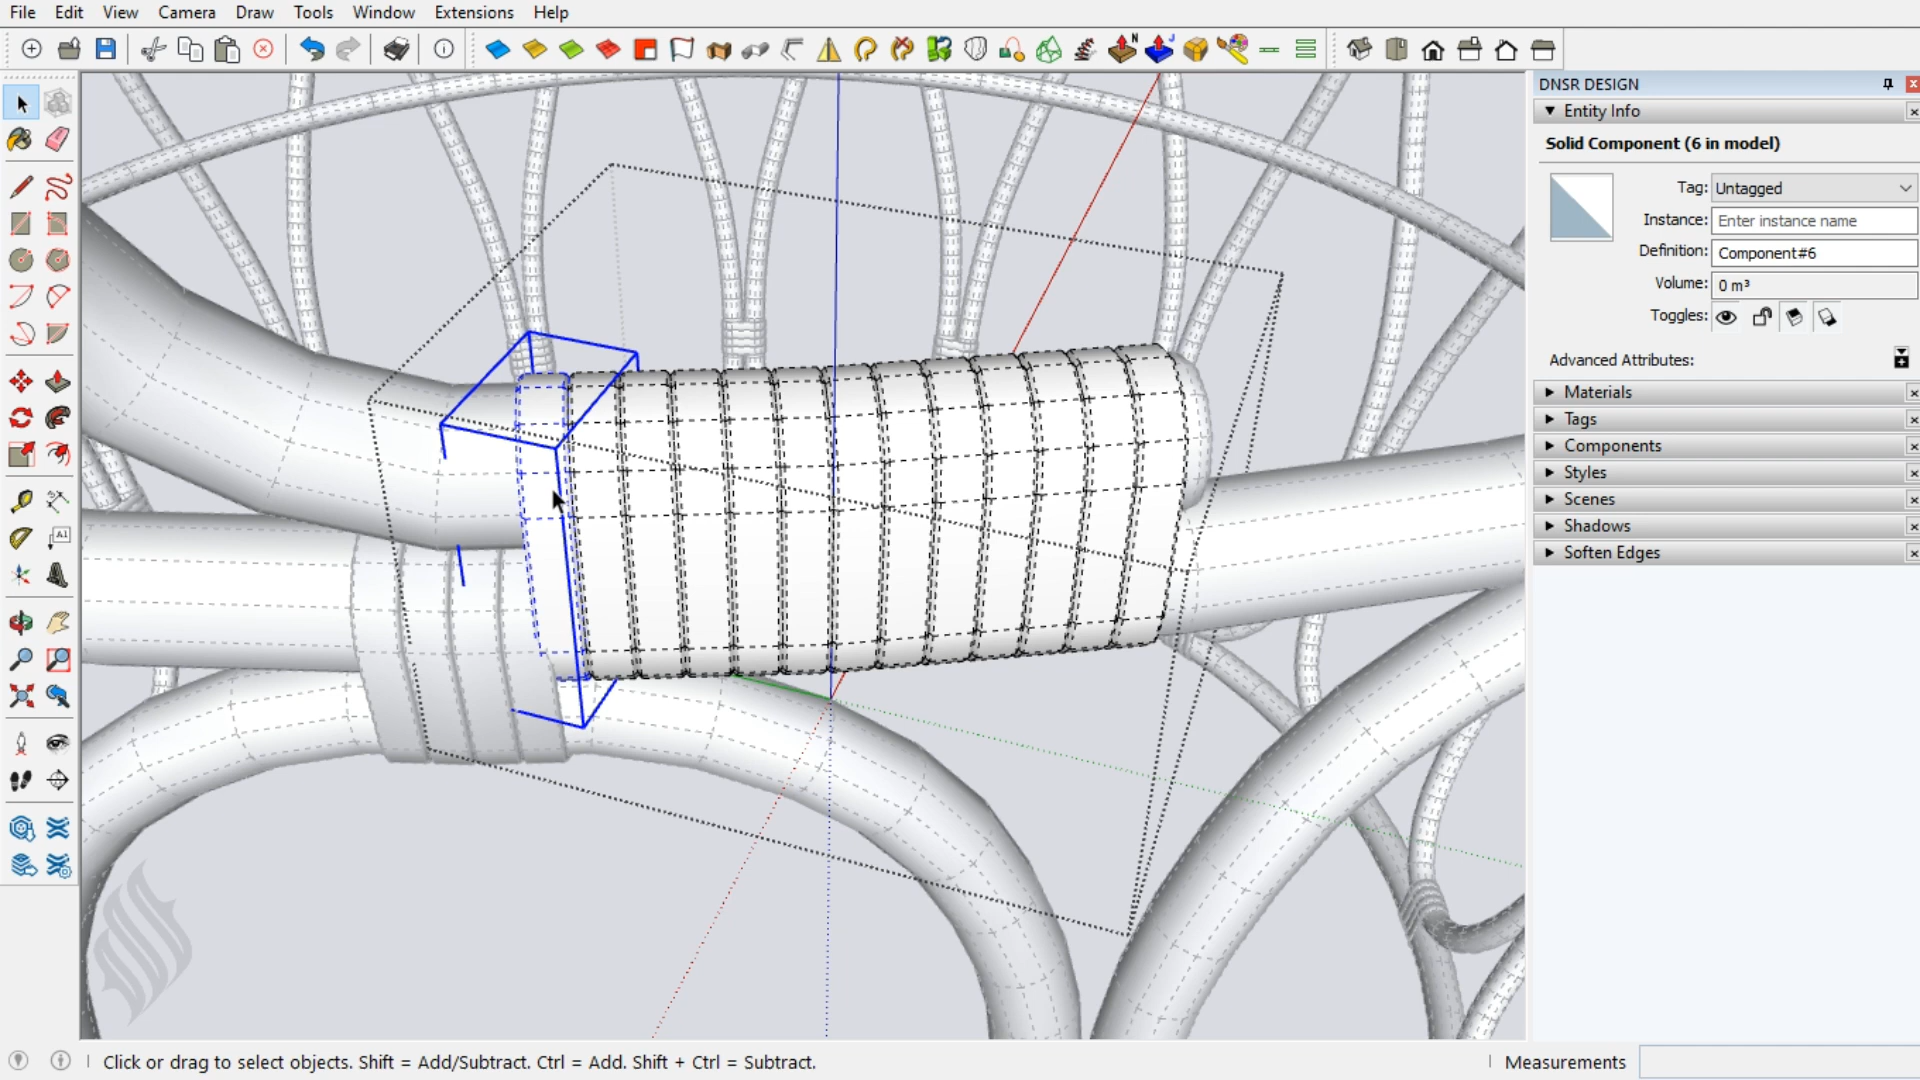 File Edit View Camera Draw Tools Window Extensions Help
DNSR DESIGN
Entity Info
Solid Component (6 in model)
Tag: Untagged
Instance: Enter instance name
Definition: Component#6
Volume: 0 m³
Toggles:
Advanced Attributes:
Materials
Tags
Components
Styles
Scenes
Shadows
Soften Edges
Click or drag to select objects. Shift = Add/Subtract. Ctrl = Add. Shift + Ctrl = Subtract.
Measurements